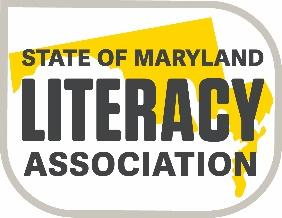 STATE OF MARYLAND
LITERACY
ASSOCIATION